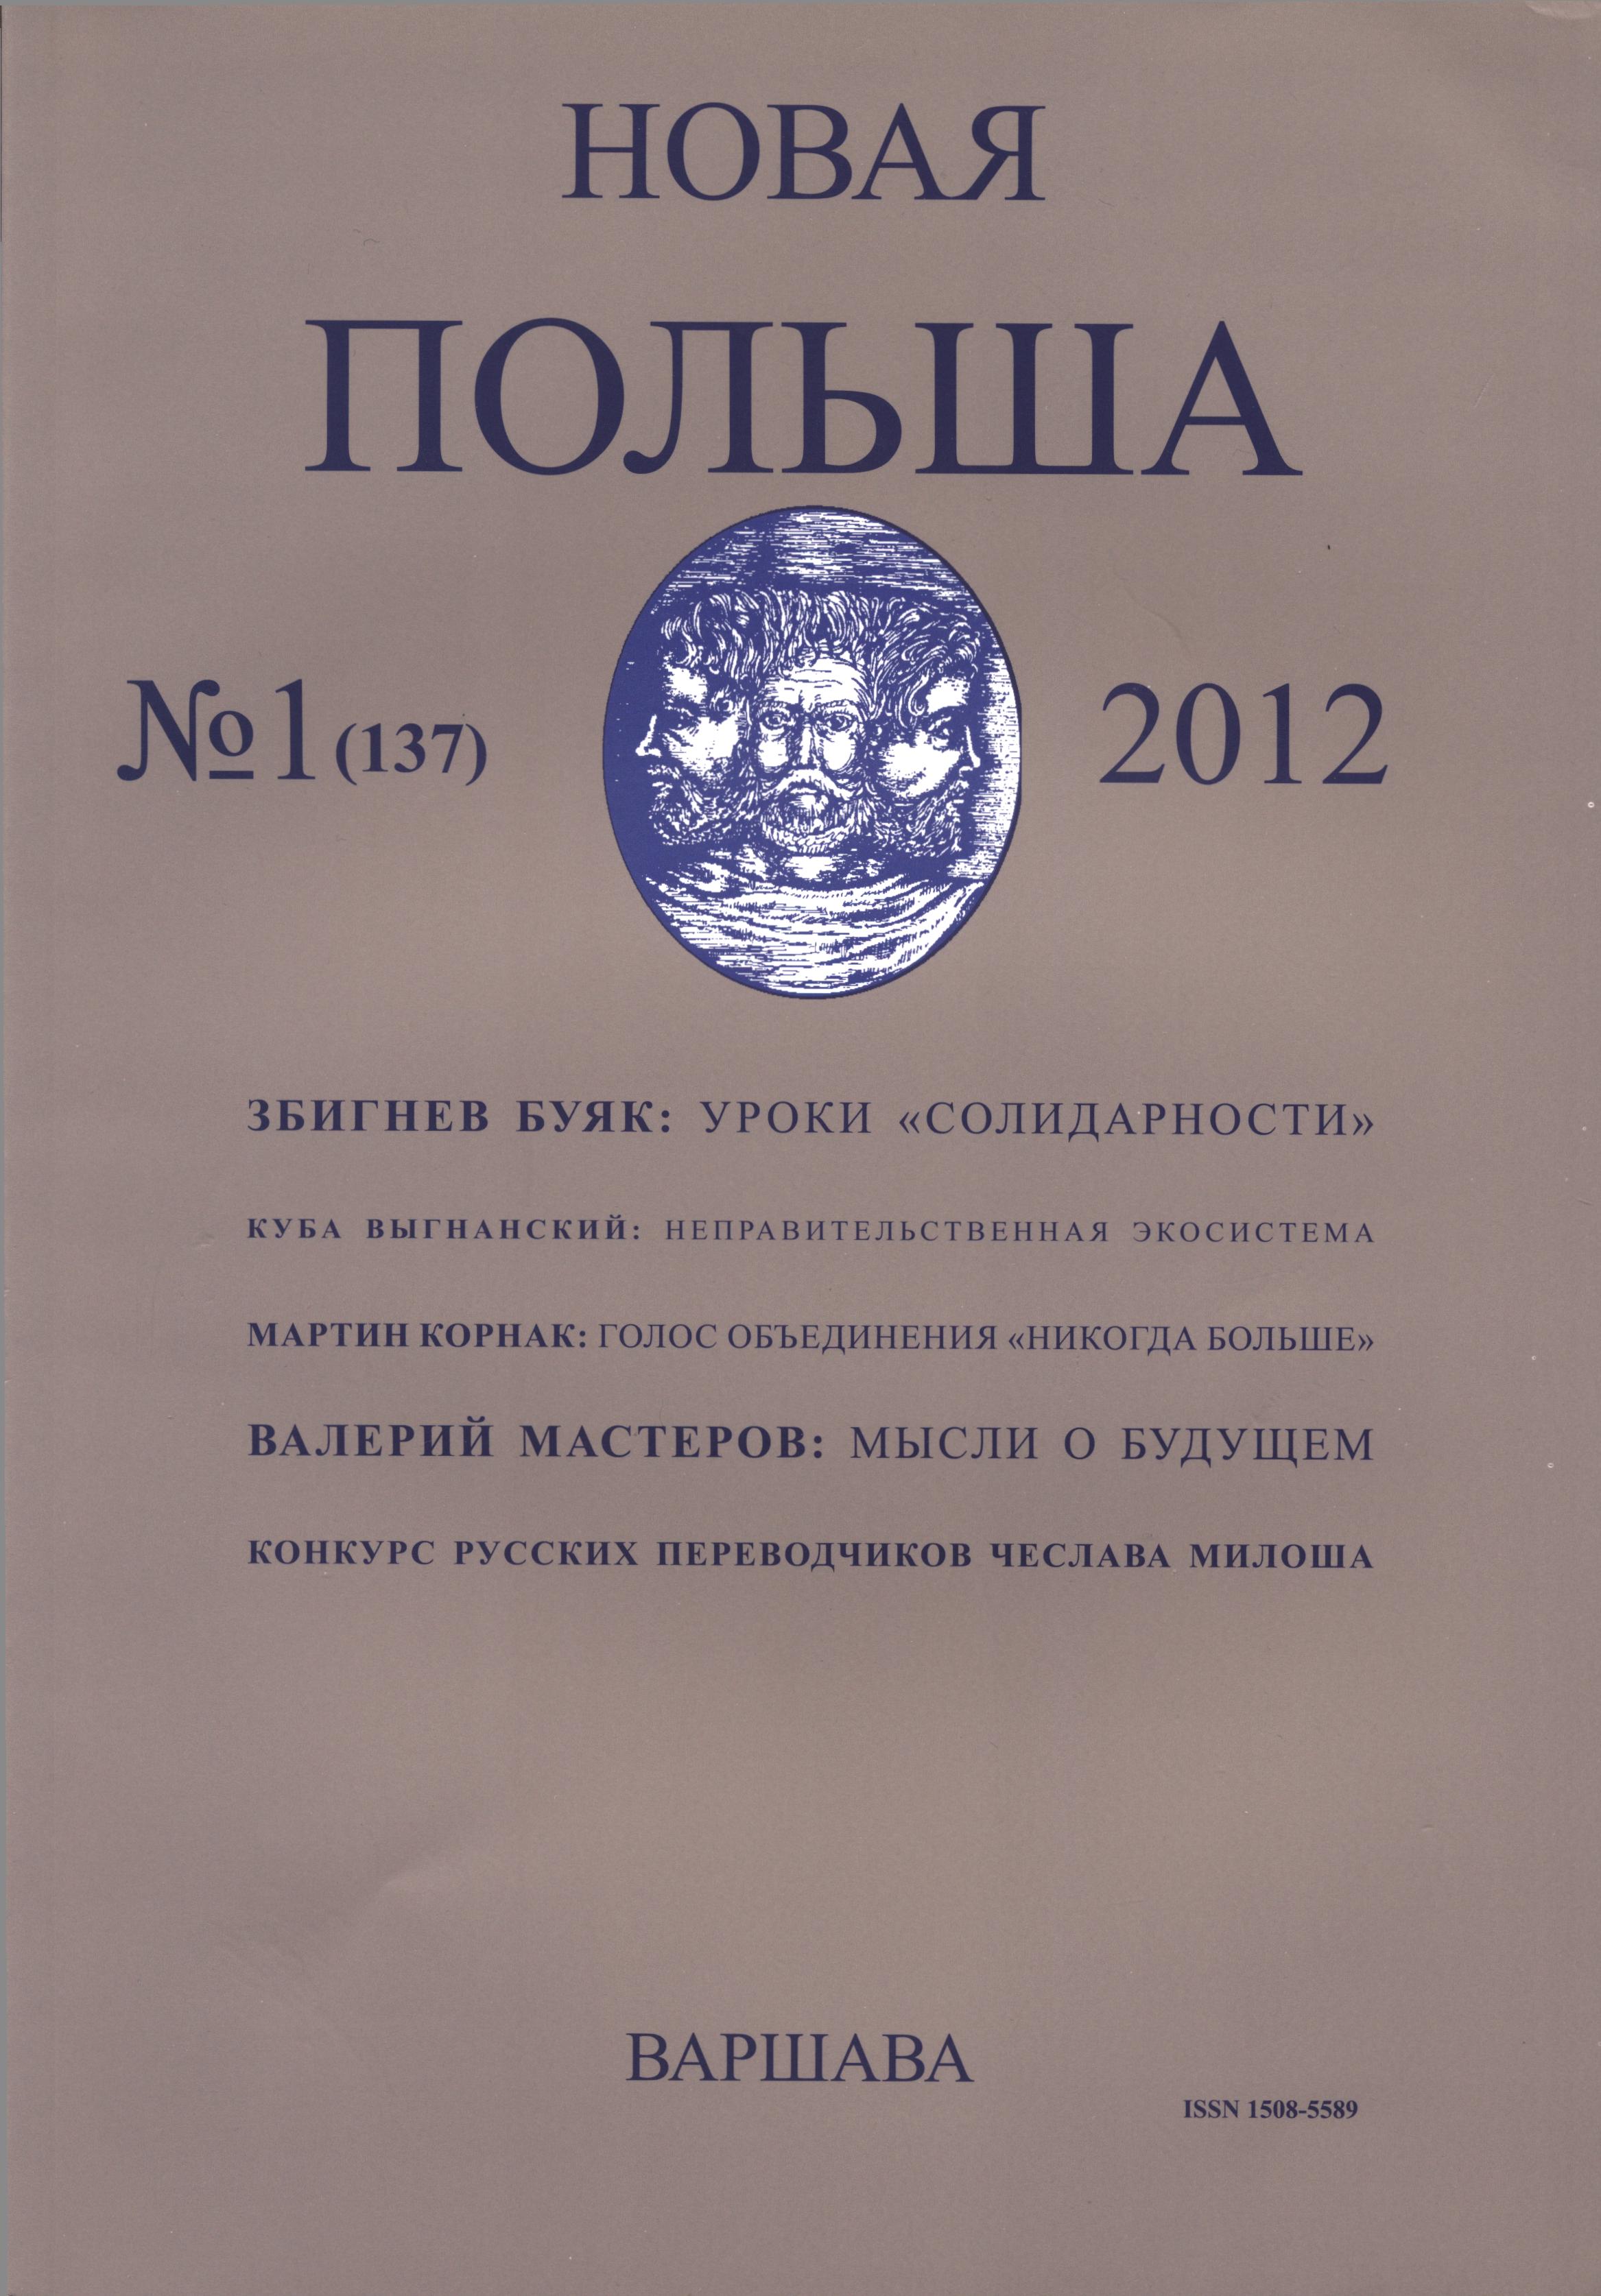 НОВАЯ
ПОЛЬША
№1 (137)
2012
ЗБИГНЕВ БУЯК: УРОКИ «СОЛИДАРНОСТИ»
КУБА ВЫГНАНСКИЙ: НЕПРАВИТЕЛЬСТВЕННАЯ ЭКОСИСТЕМА
МАРТИН КОРНАК: ГОЛОС ОБЪЕДИНЕНИЯ «НИКОГДА БОЛЬШЕ»
ВАЛЕРИЙ МАСТЕРОВ: МЫСЛИ О БУДУЩЕМ
КОНКУРС РУССКИХ ПЕРЕВОДЧИКОВ ЧЕСЛАВА МИЛОША
ВАРШАВА
ISSN 1508-5589